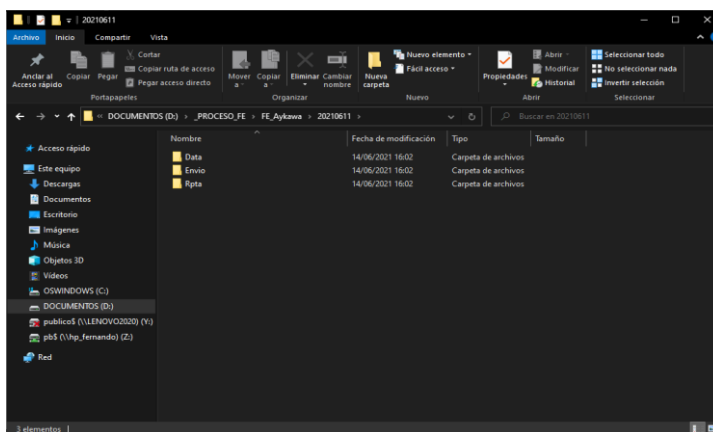 20210611
Archivo Inicio Compartir Vista
Anclar al Acceso rápido
Copiar
Pegar
Cortar
Copiar ruta de acceso
Pegar acceso directo
Portapapeles
Mover a
Copiar a
Eliminar
Cambiar nombre
Organizar
Nueva carpeta
Nuevo elemento
Fácil acceso
Nuevo
Propiedades
Abrir
Modificar
Historial
Abrir
Seleccionar todo
No seleccionar nada
Invertir selección
Seleccionar
« DOCUMENTOS (D:) > _PROCESO_FE > FE_Aykawa > 20210611 >
Buscar en 20210611
Nombre Fecha de modificación Tipo Tamaño
Data 14/06/2021 16:02 Carpeta de archivos
Envio 14/06/2021 16:02 Carpeta de archivos
Rpta 14/06/2021 16:02 Carpeta de archivos
Acceso rápido
Este equipo
Descargas
Documentos
Escritorio
Imágenes
Música
Objetos 3D
Vídeos
OSWINDOWS (C:)
DOCUMENTOS (D:)
publico$ (\\LENOVO2020) (Y:)
pb$ (\\hp_fernando) (Z:)
Red
3 elementos